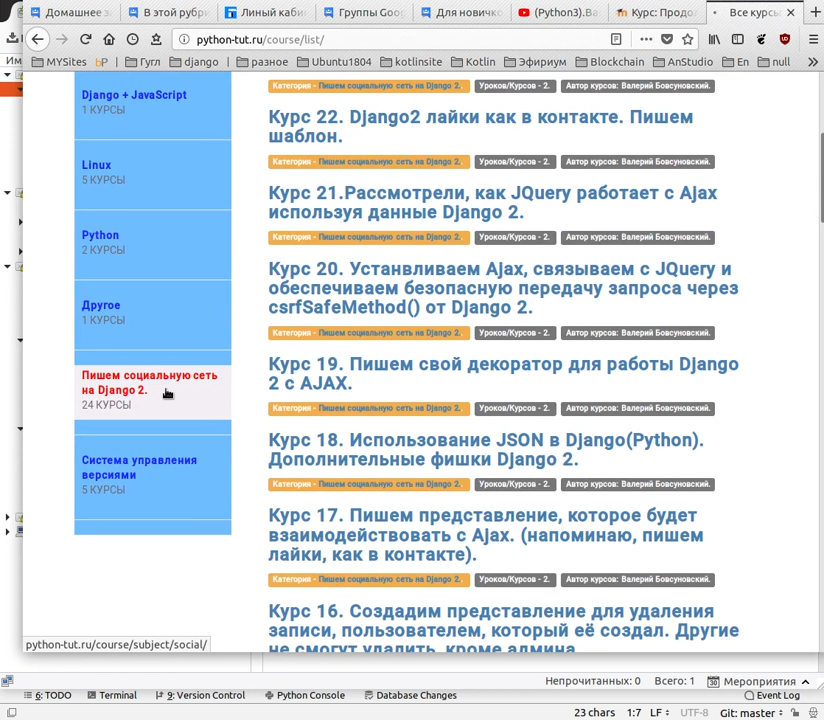 Домашнее з
В этой рубри
Линый каби
Группы Goo
Для новичко
(Python3).Ва
Курс: Продо
Все курсы
python-tut.ru/course/list/
MYSites
bP
Гугл
django
разное
Ubuntu1804
kotlinsite
Kotlin
Эфириум
Blockchain
AnStudio
En
null
Им
Django + JavaScript
1 КУРСЫ
Linux
5 КУРСЫ
Python
2 КУРСЫ
Другое
1 КУРСЫ
Пишем социальную сеть
на Django 2.
24 КУРСЫ
Система управления
версиями
5 КУРСЫ
Категория - Пишем социальную сеть на Django 2. Уроков/Курсов - 2. Автор курсов: Валерий Бовсуновский.
Курс 22. Django2 лайки как в контакте. Пишем
шаблон.
Категория - Пишем социальную сеть на Django 2. Уроков/Курсов - 2. Автор курсов: Валерий Бовсуновский.
Курс 21.Рассмотрели, как JQuery работает с Ajax
используя данные Django 2.
Категория - Пишем социальную сеть на Django 2. Уроков/Курсов - 2. Автор курсов: Валерий Бовсуновский.
Курс 20. Устанвливаем Ajax, связываем с JQuery и
обеспечиваем безопасную передачу запроса через
csrfSafeMethod() от Django 2.
Категория - Пишем социальную сеть на Django 2. Уроков/Курсов - 2. Автор курсов: Валерий Бовсуновский.
Курс 19. Пишем свой декоратор для работы Django
2 с AJAX.
Категория - Пишем социальную сеть на Django 2. Уроков/Курсов - 2. Автор курсов: Валерий Бовсуновский.
Курс 18. Использование JSON в Django(Python).
Дополнительные фишки Django 2.
Категория - Пишем социальную сеть на Django 2. Уроков/Курсов - 2. Автор курсов: Валерий Бовсуновский.
Курс 17. Пишем представление, которое будет
взаимодействовать с Ajax. (напоминаю, пишем
лайки, как в контакте).
Категория - Пишем социальную сеть на Django 2. Уроков/Курсов - 2. Автор курсов: Валерий Бовсуновский.
Курс 16. Создадим представление для удаления
записи, пользователем, который её создал. Другие
не смогут удалить, кроме админа.
python-tut.ru/course/subject/social/
Непрочитанных: 0 Всего: 1 Мероприятия
6: TODO Terminal 9: Version Control Python Console Database Changes Event Log
23 chars 1:7 LF UTF-8 Git: master